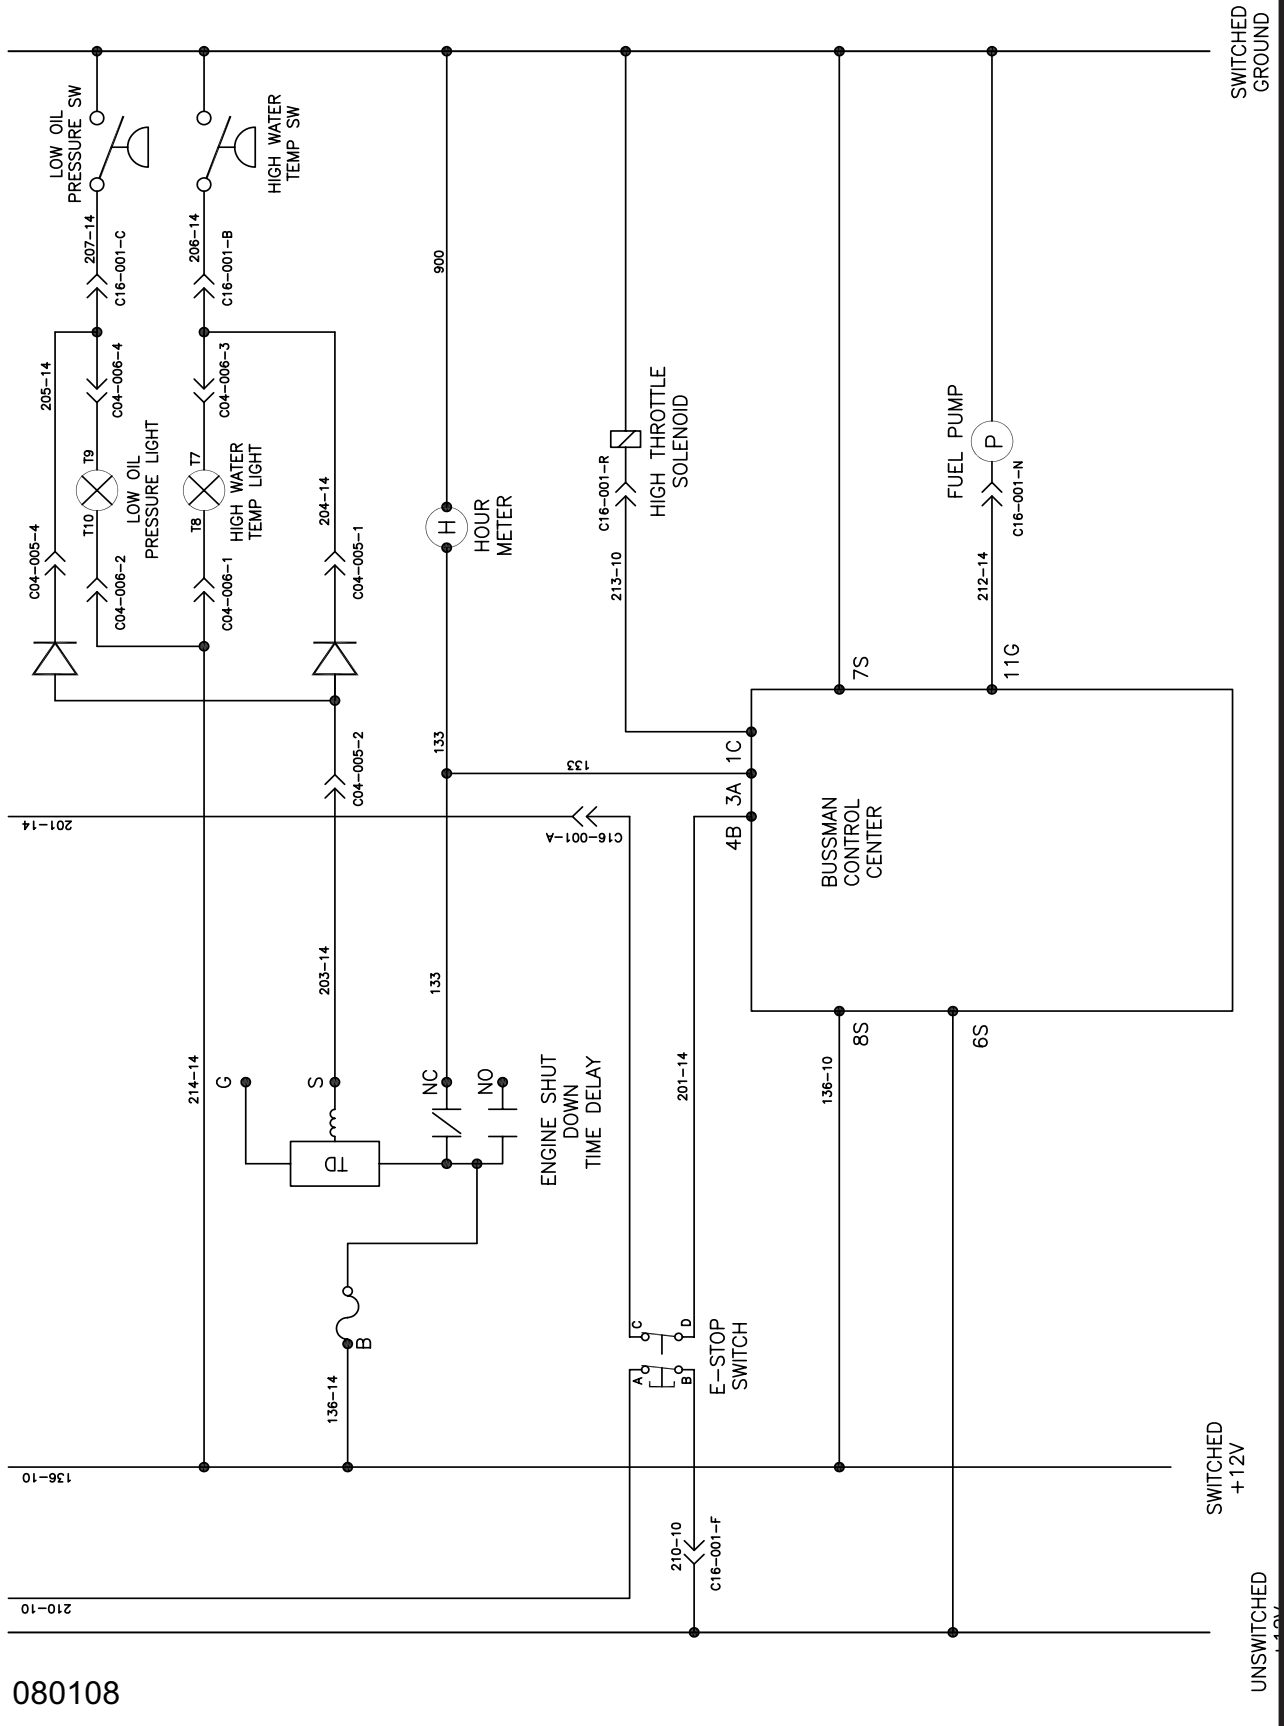 SWITCHED
GROUND
LOW OIL
PRESSURE SW
HIGH WATER
TEMP SW
207-14
C16-001-C
206-14
C16-001-B
900
205-14
C04-006-4
C04-006-3
T9
T10
LOW OIL
PRESSURE LIGHT
T7
T8
HIGH WATER
TEMP LIGHT
204-14
C04-005-4
C04-006-2
C04-006-1
C04-005-1
H
HOUR
METER
C16-001-R
HIGH THROTTLE
SOLENOID
213-10
FUEL PUMP
P
C16-001-N
212-14
7S
11G
133
133
1C
3A
4B
C04-005-2
201-14
C16-001-A
BUSSMAN
CONTROL
CENTER
203-14
133
214-14
G
S
NC
NO
TD
ENGINE SHUT
DOWN
TIME DELAY
201-14
136-10
8S
6S
B
136-14
C
D
A
B
E-STOP
SWITCH
136-10
SWITCHED
+12V
210-10
C16-001-F
210-10
UNSWITCHED
080108